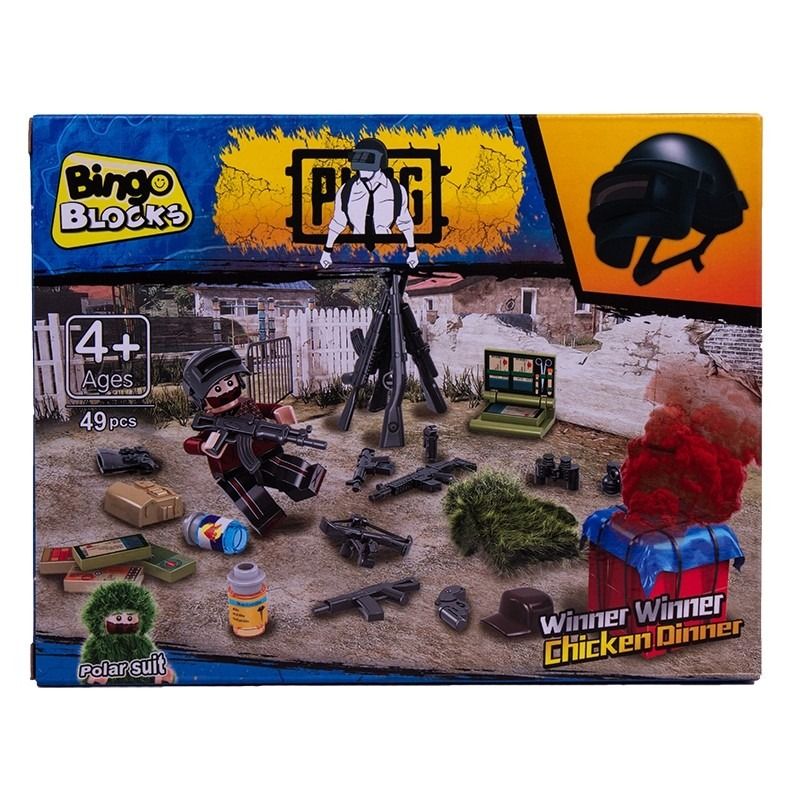 Bingo
BLOCKS
PUBG
4+
Ages
49 pcs
Polar suit
Winner Winner
Chicken Dinner